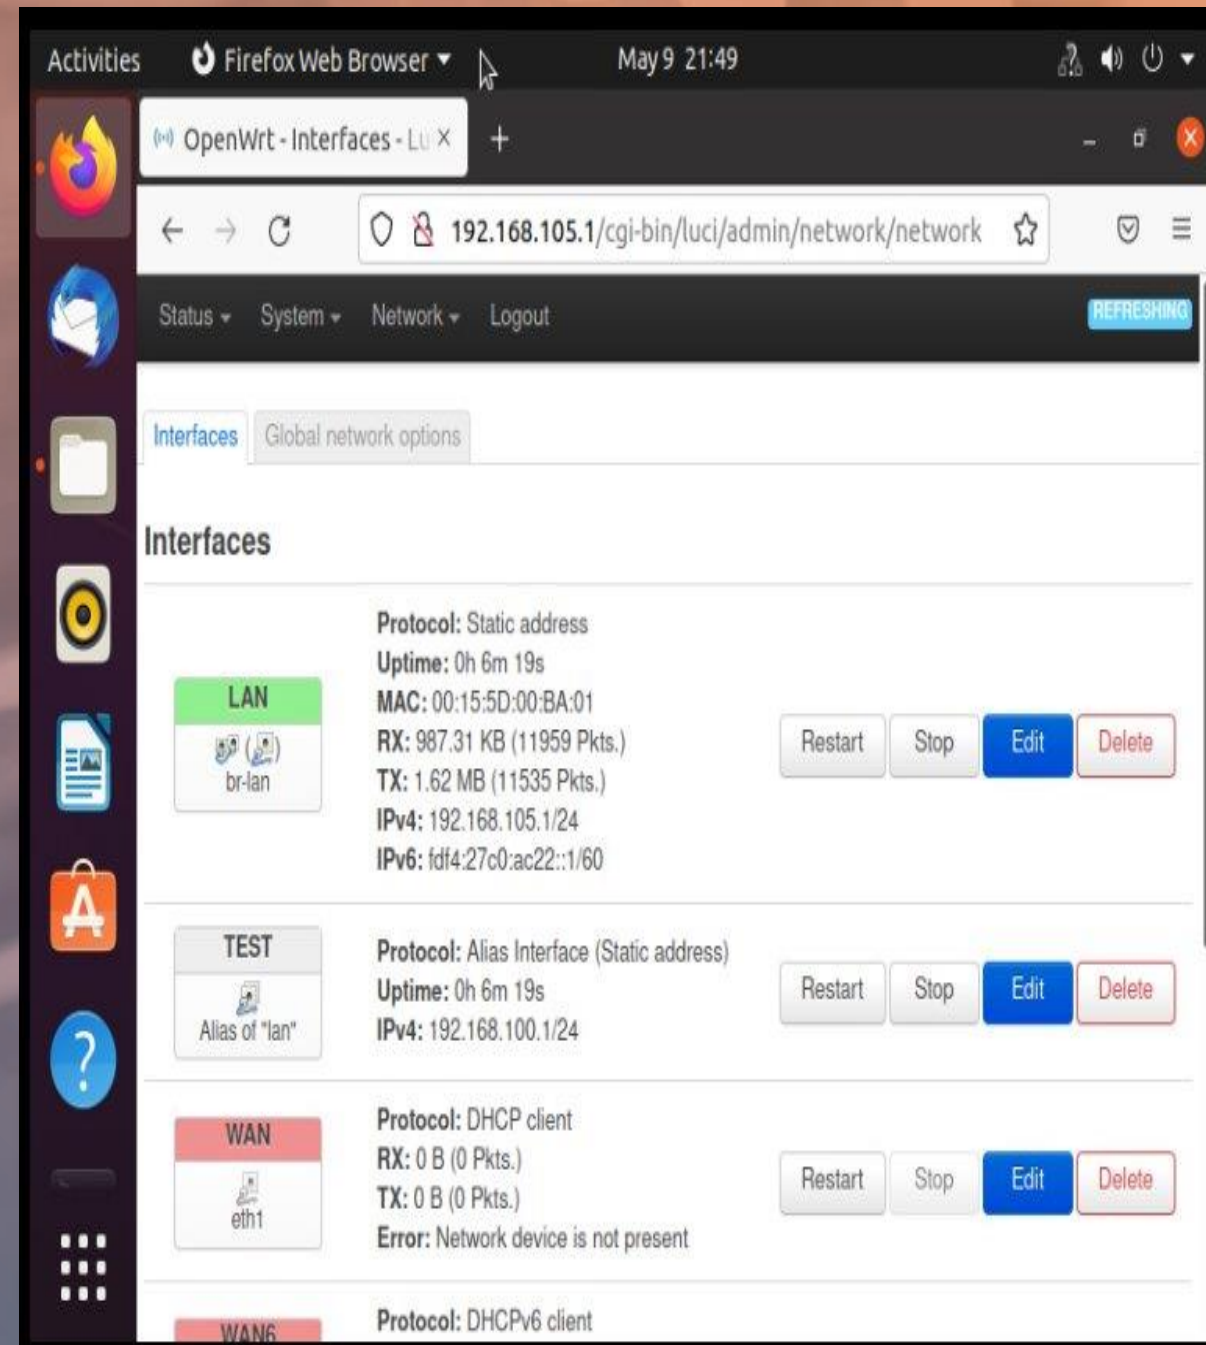 Activities Firefox Web Browser May 9 21:49
OpenWrt - Interfaces - Lu
192.168.105.1/cgi-bin/luci/admin/network/network
Status System Network Logout REFRESHING
Interfaces Global network options
Interfaces
LAN
br-lan
Protocol: Static address
Uptime: 0h 6m 19s
MAC: 00:15:5D:00:BA:01
RX: 987.31 KB (11959 Pkts.)
TX: 1.62 MB (11535 Pkts.)
IPv4: 192.168.105.1/24
IPv6: fdf4:27c0:ac22::1/60
Restart Stop Edit Delete
TEST
Alias of "lan"
Protocol: Alias Interface (Static address)
Uptime: 0h 6m 19s
IPv4: 192.168.100.1/24
Restart Stop Edit Delete
WAN
eth1
Protocol: DHCP client
RX: 0 B (0 Pkts.)
TX: 0 B (0 Pkts.)
Error: Network device is not present
Restart Stop Edit Delete
WAN6
Protocol: DHCPv6 client